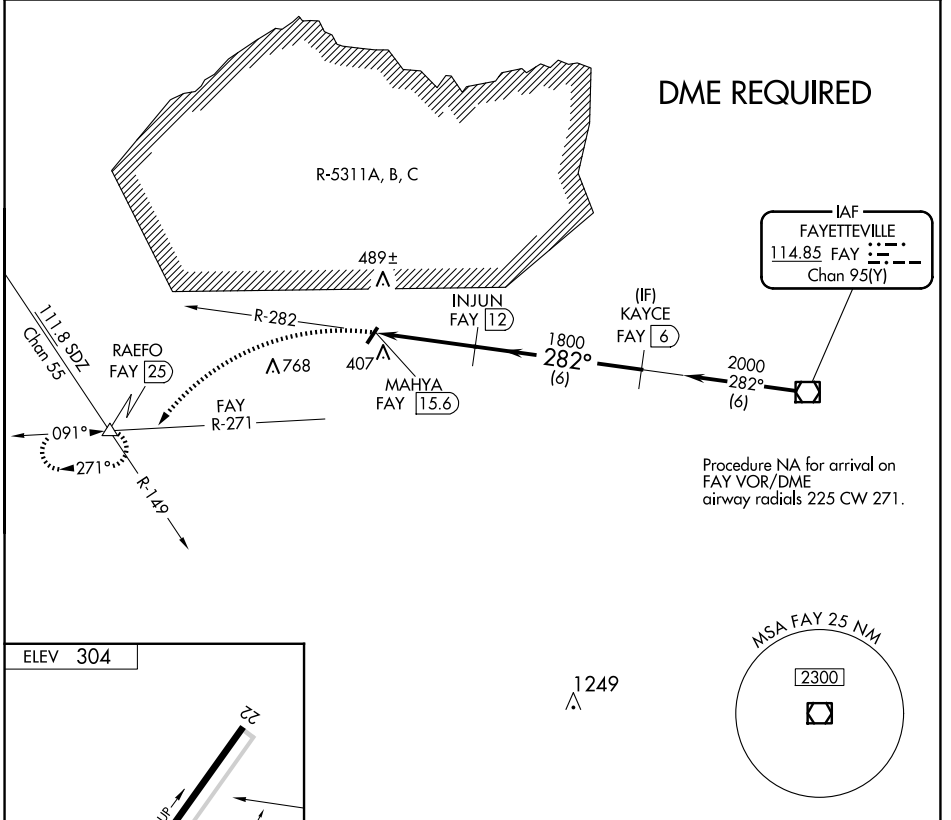 DME REQUIRED
R-5311A, B, C
IAF
FAYETTEVILLE
114.85 FAY
Chan 95(Y)
489±
INJUN
FAY 12
(IF)
KAYCE
FAY 6
R-282
1800
282°
(6)
2000
282°
(6)
111.8 SDZ
Chan 55
RAEFO
FAY 25
768
407
MAHYA
FAY 15.6
FAY
R-271
091°
271°
R-149
Procedure NA for arrival on
FAY VOR/DME
airway radials 225 CW 271.
MSA FAY 25 NM
2300
1249
ELEV 304
22
UP